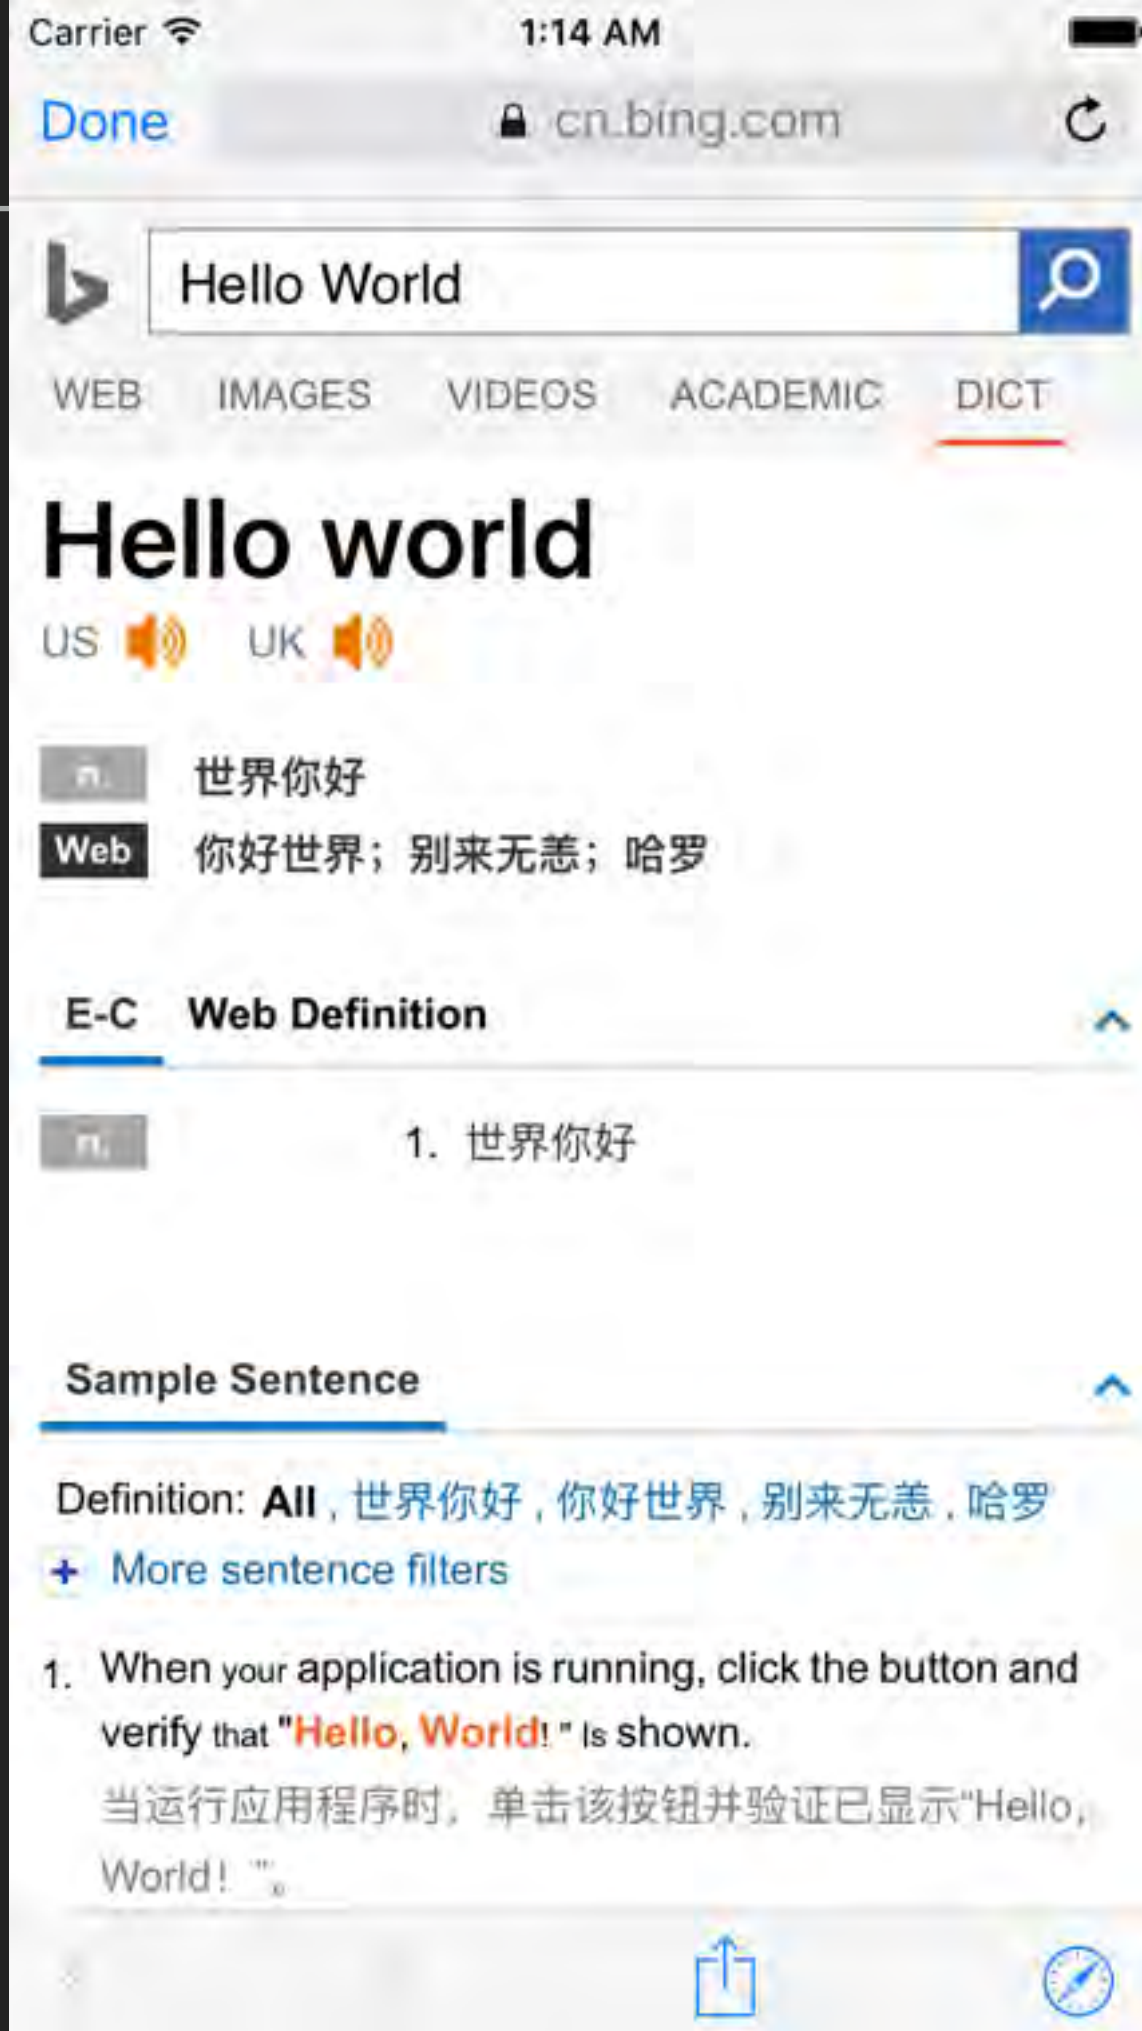 Carrier 1:14 AM
Done cn.bing.com
Hello World
WEB IMAGES VIDEOS ACADEMIC DICT
Hello world
US UK
n. 世界你好
Web 你好世界；别来无恙；哈罗
E-C Web Definition
n. 1. 世界你好
Sample Sentence
Definition: All , 世界你好 , 你好世界 , 别来无恙 , 哈罗
+ More sentence filters
1. When your application is running, click the button and
verify that "Hello, World! " Is shown.
当运行应用程序时，单击该按钮并验证已显示“Hello,
World！”。